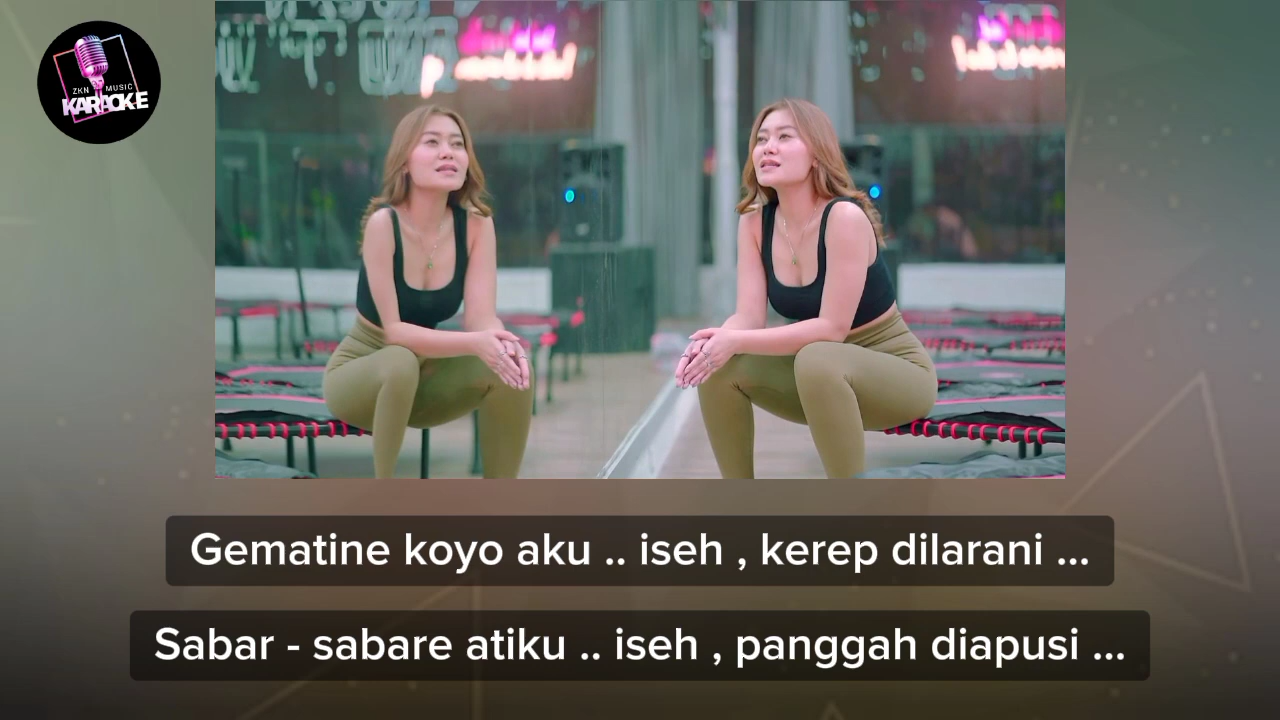 ZKN MUSIC
KARAOKE
Gematine koyo aku .. iseh , kerep dilarani ...
Sabar - sabare atiku .. iseh , panggah diapusi ...